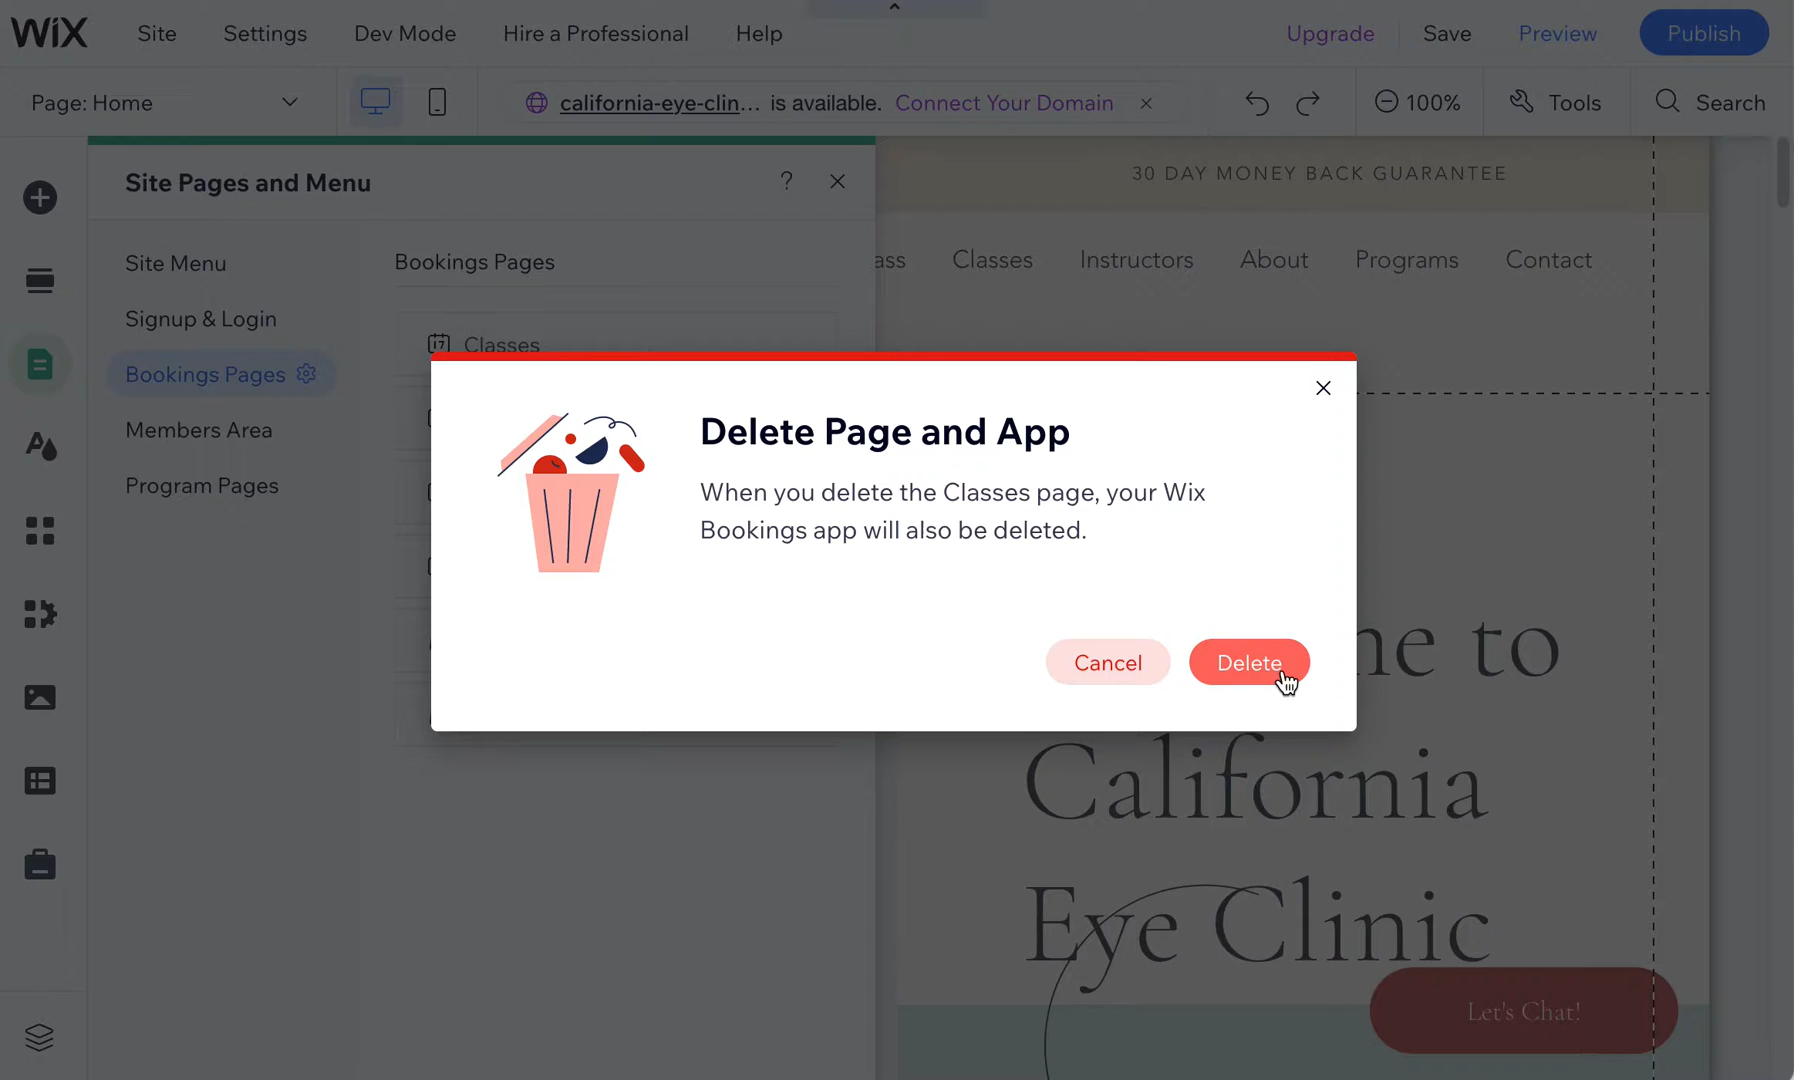 WiX Site Settings Dev Mode Hire a Professional Help Upgrade Save Preview Publish
Page: Home california-eye-clin... is available. Connect Your Domain 100% Tools Search
Site Pages and Menu ?
30 DAY MONEY BACK GUARANTEE
ass Classes Instructors About Programs Contact
Site Menu
Signup & Login
Bookings Pages
Members Area
Program Pages
Bookings Pages
17 Classes
Delete Page and App
When you delete the Classes page, your Wix
Bookings app will also be deleted.
Cancel Delete
me to
California
Eye Clinic
Let's Chat!